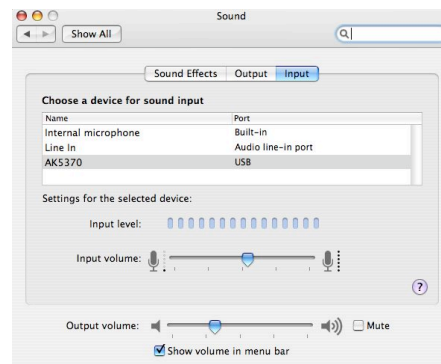 Sound
Show All
Sound Effects Output Input
Choose a device for sound input
Name Port
Internal microphone Built-in
Line In Audio line-in port
AK5370 USB
Settings for the selected device:
Input level:
Input volume:
?
Output volume: Mute
Show volume in menu bar